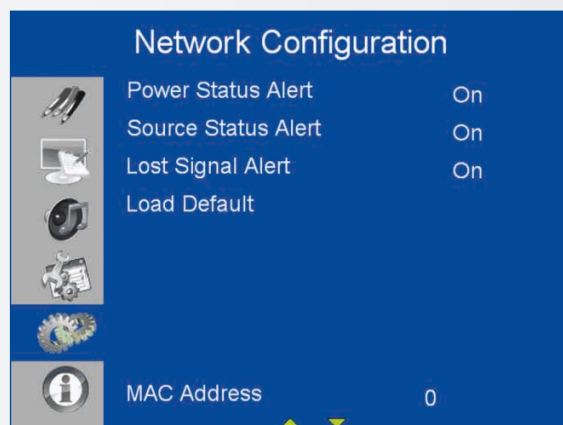 Network Configuration
Power Status Alert On
Source Status Alert On
Lost Signal Alert On
Load Default
MAC Address 0